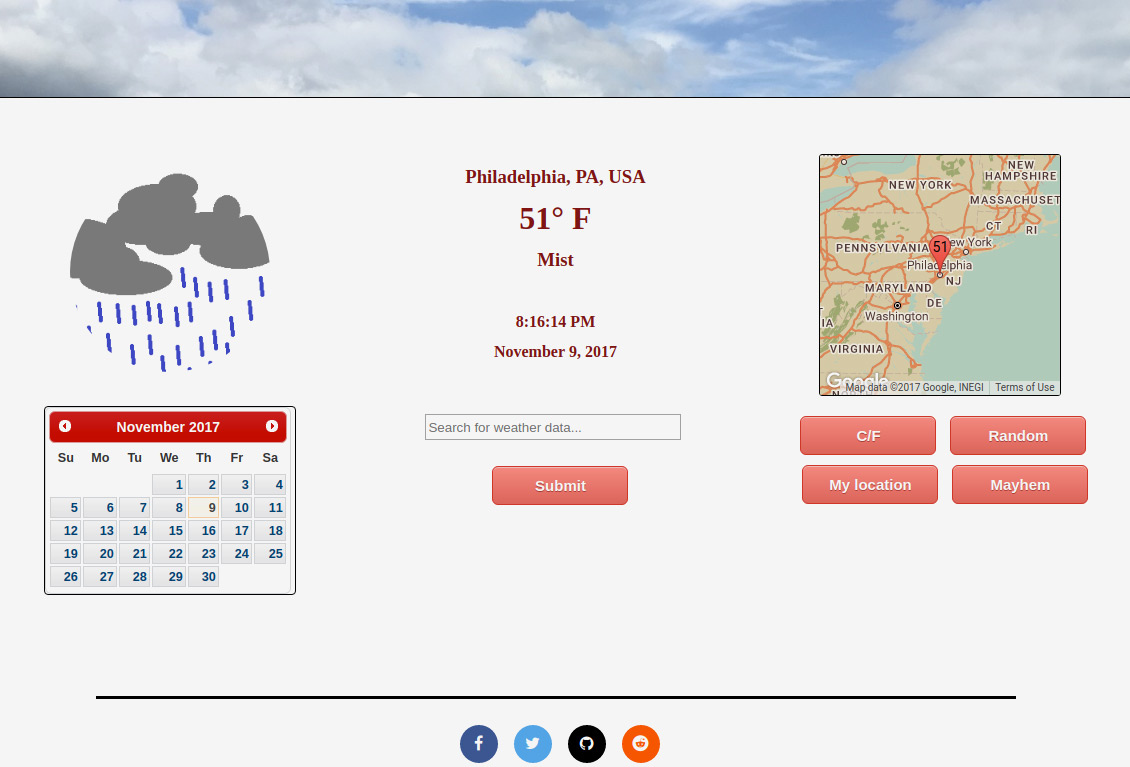 Philadelphia, PA, USA
51° F
Mist
8:16:14 PM
November 9, 2017
NEW YORK
NEW
HAMPSHIRE
MASSACHUSET
CT
RI
PENNSYLVANIA
51
ew York
Philadelphia
NJ
MARYLAND
DE
Washington
IA
VIRGINIA
Google
Map data ©2017 Google, INEGI
Terms of Use
November 2017
Su Mo Tu We Th Fr Sa
1 2 3 4
5 6 7 8 9 10 11
12 13 14 15 16 17 18
19 20 21 22 23 24 25
26 27 28 29 30
Search for weather data...
Submit
C/F
Random
My location
Mayhem